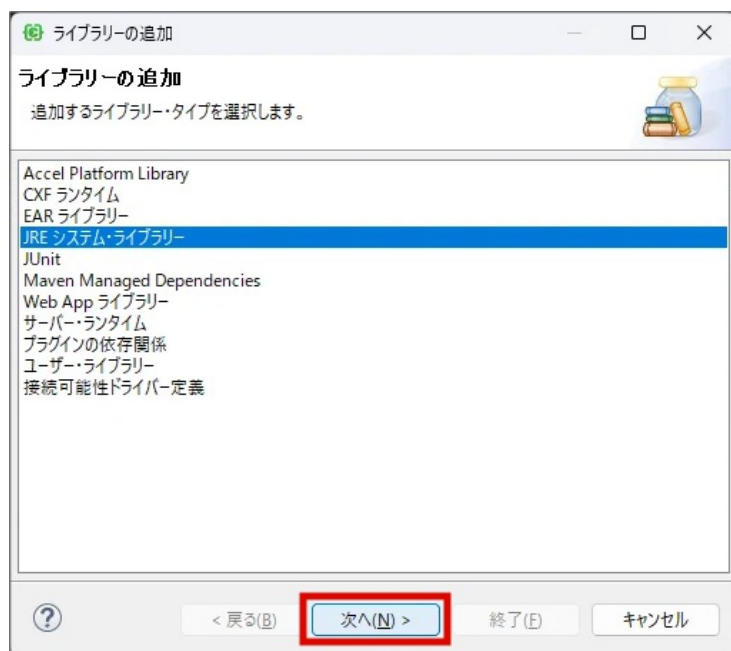 ライブラリーの追加
ライブラリーの追加
追加するライブラリー・タイプを選択します。
Accel Platform Library
CXF ランタイム
EAR ライブラリー
JRE システム・ライブラリー
JUnit
Maven Managed Dependencies
Web App ライブラリー
サーバー・ランタイム
プラグインの依存関係
ユーザー・ライブラリー
接続可能性ドライバー定義
? < 戻る(B) 次へ(N) > 終了(F) キャンセル